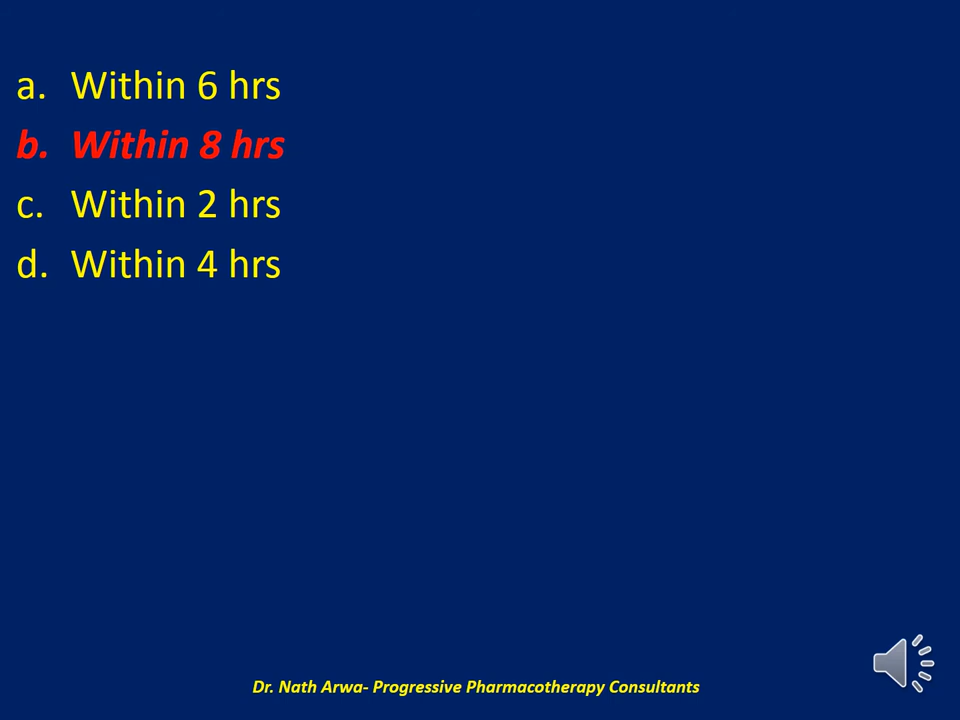 a. Within 6 hrs
b. Within 8 hrs
c. Within 2 hrs
d. Within 4 hrs
Dr. Nath Arwa- Progressive Pharmacotherapy Consultants